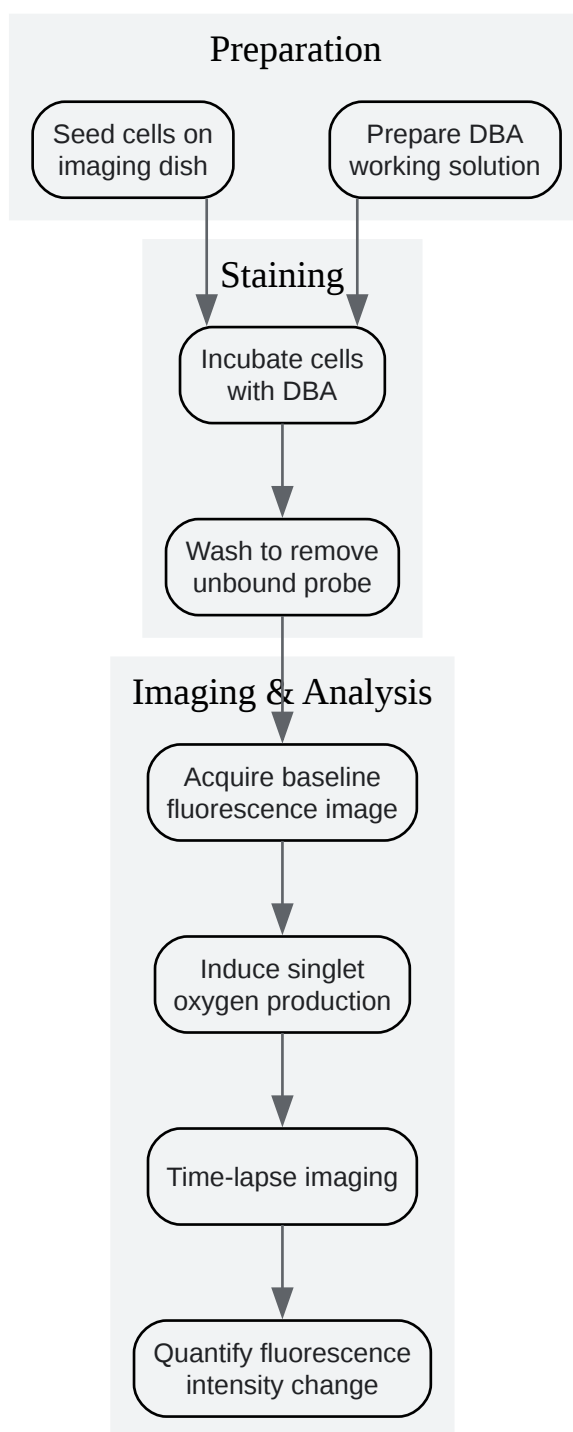 Preparation
Seed cells on
imaging dish
Prepare DBA
working solution
Staining
Incubate cells
with DBA
Wash to remove
unbound probe
Imaging & Analysis
Acquire baseline
fluorescence image
Induce singlet
oxygen production
Time-lapse imaging
Quantify fluorescence
intensity change